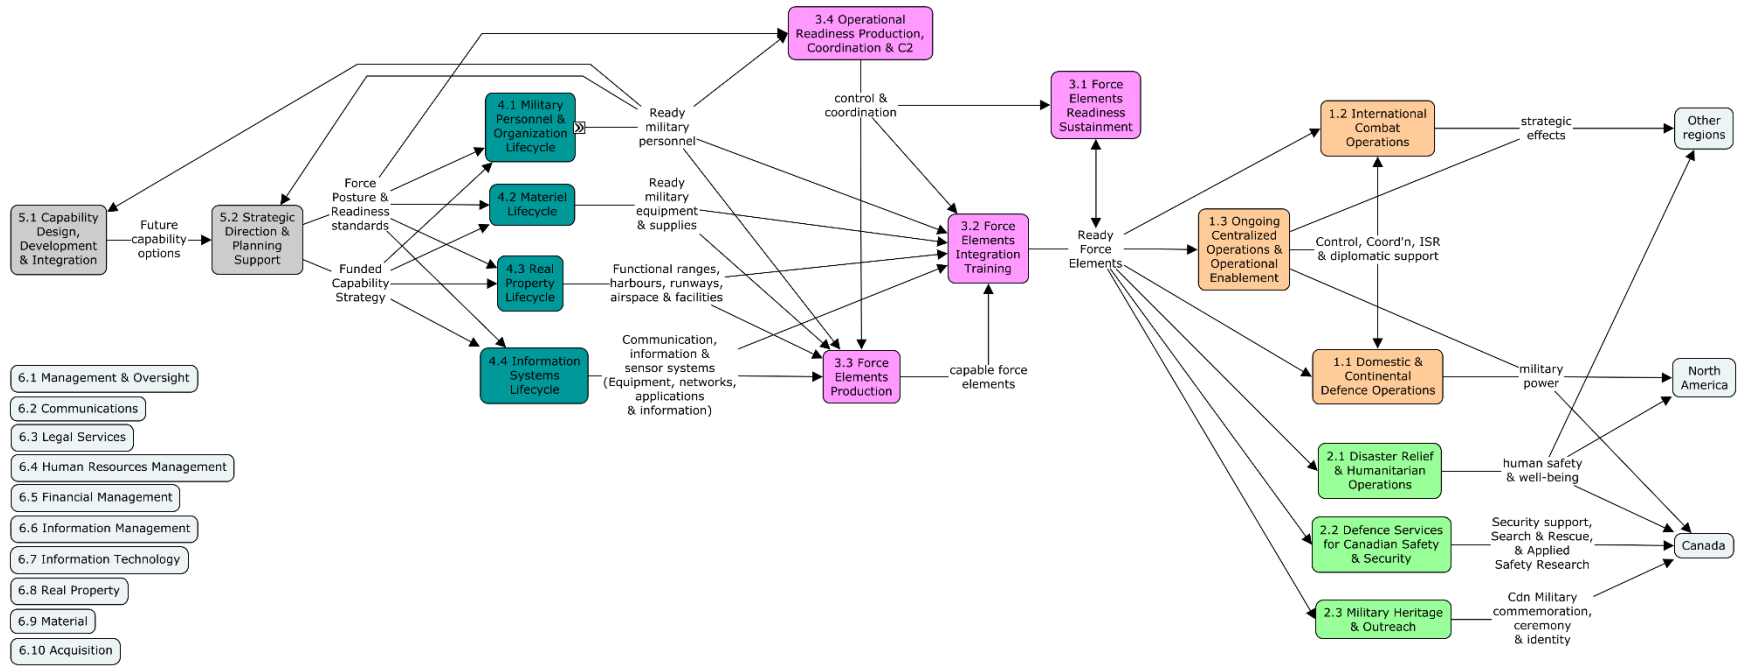 3.4 Operational
Readiness Production,
Coordination & C2
3.1 Force
Elements
Readiness
Sustainment
4.1 Military
Personnel &
Organization
Lifecycle
Ready
military
personnel
control &
coordination
1.2 International
Combat
Operations
strategic
effects
Other
regions
4.2 Materiel
Lifecycle
Force
Posture &
Readiness
standards
Ready
military
equipment
& supplies
5.1 Capability
Design,
Development
& Integration
Future
capability
options
5.2 Strategic
Direction &
Planning
Support
3.2 Force
Elements
Integration
Training
Ready
Force
Elements
1.3 Ongoing
Centralized
Operations &
Operational
Enablement
Control, Coord'n, ISR
& diplomatic support
Funded
Capability
Strategy
4.3 Real
Property
Lifecycle
Functional ranges,
harbours, runways,
airspace & facilities
4.4 Information
Systems
Lifecycle
Communication,
information &
sensor systems
(Equipment, networks,
applications
& information)
3.3 Force
Elements
Production
capable force
elements
1.1 Domestic &
Continental
Defence Operations
military
power
North
America
2.1 Disaster Relief
& Humanitarian
Operations
human safety
& well-being
2.2 Defence Services
for Canadian Safety
& Security
Security support,
Search & Rescue,
& Applied
Safety Research
Canada
2.3 Military Heritage
& Outreach
Cdn Military
commemoration,
ceremony
& identity
6.1 Management & Oversight
6.2 Communications
6.3 Legal Services
6.4 Human Resources Management
6.5 Financial Management
6.6 Information Management
6.7 Information Technology
6.8 Real Property
6.9 Material
6.10 Acquisition